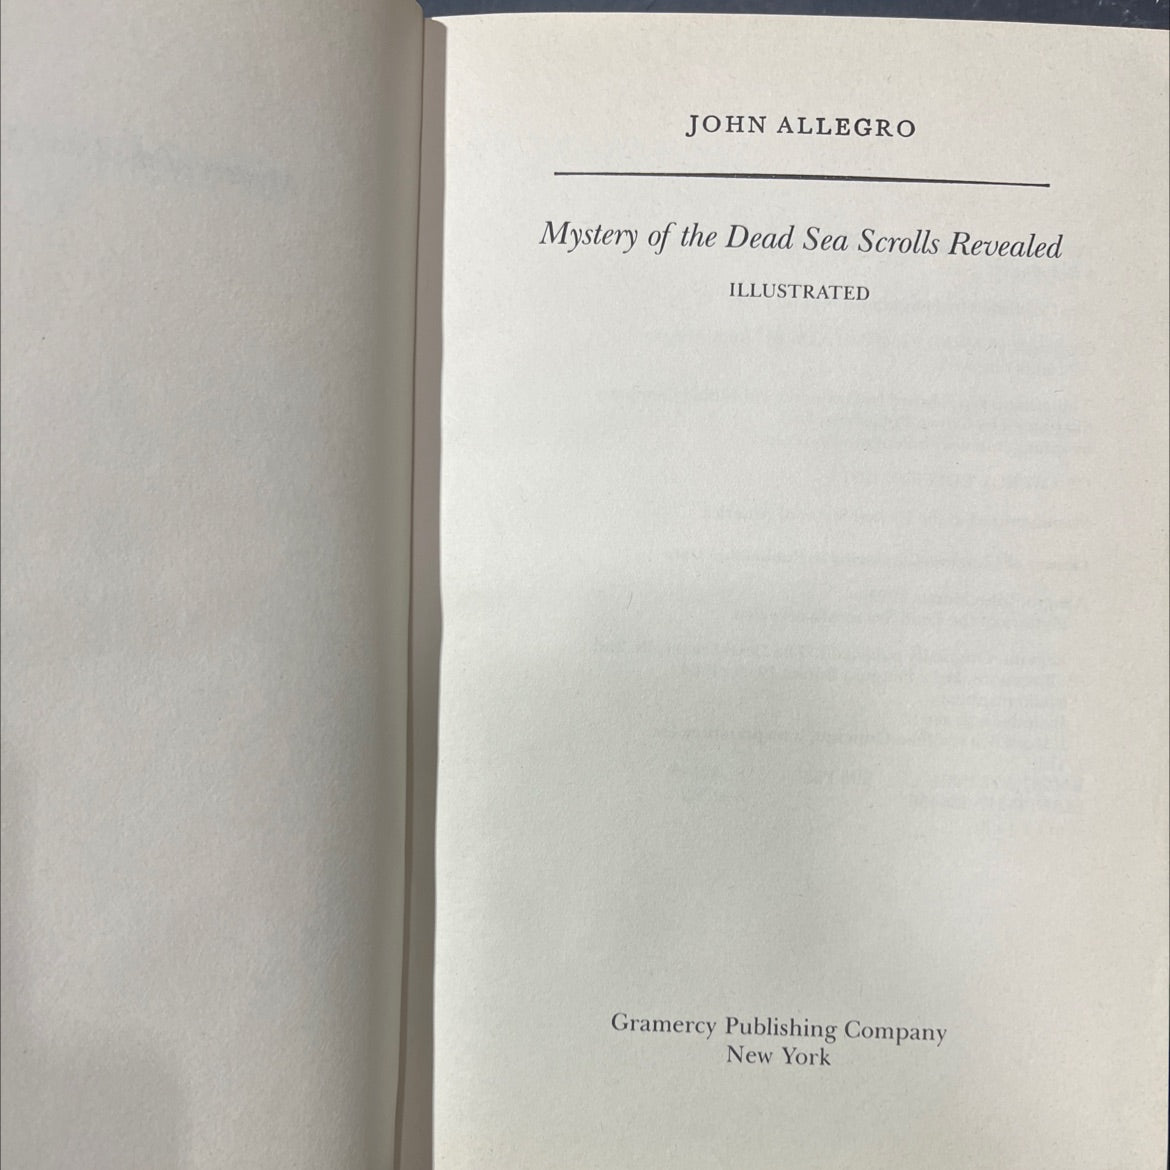 JOHN ALLEGRO
Mystery of the Dead Sea Scrolls Revealed
ILLUSTRATED
Gramercy Publishing Company
New York